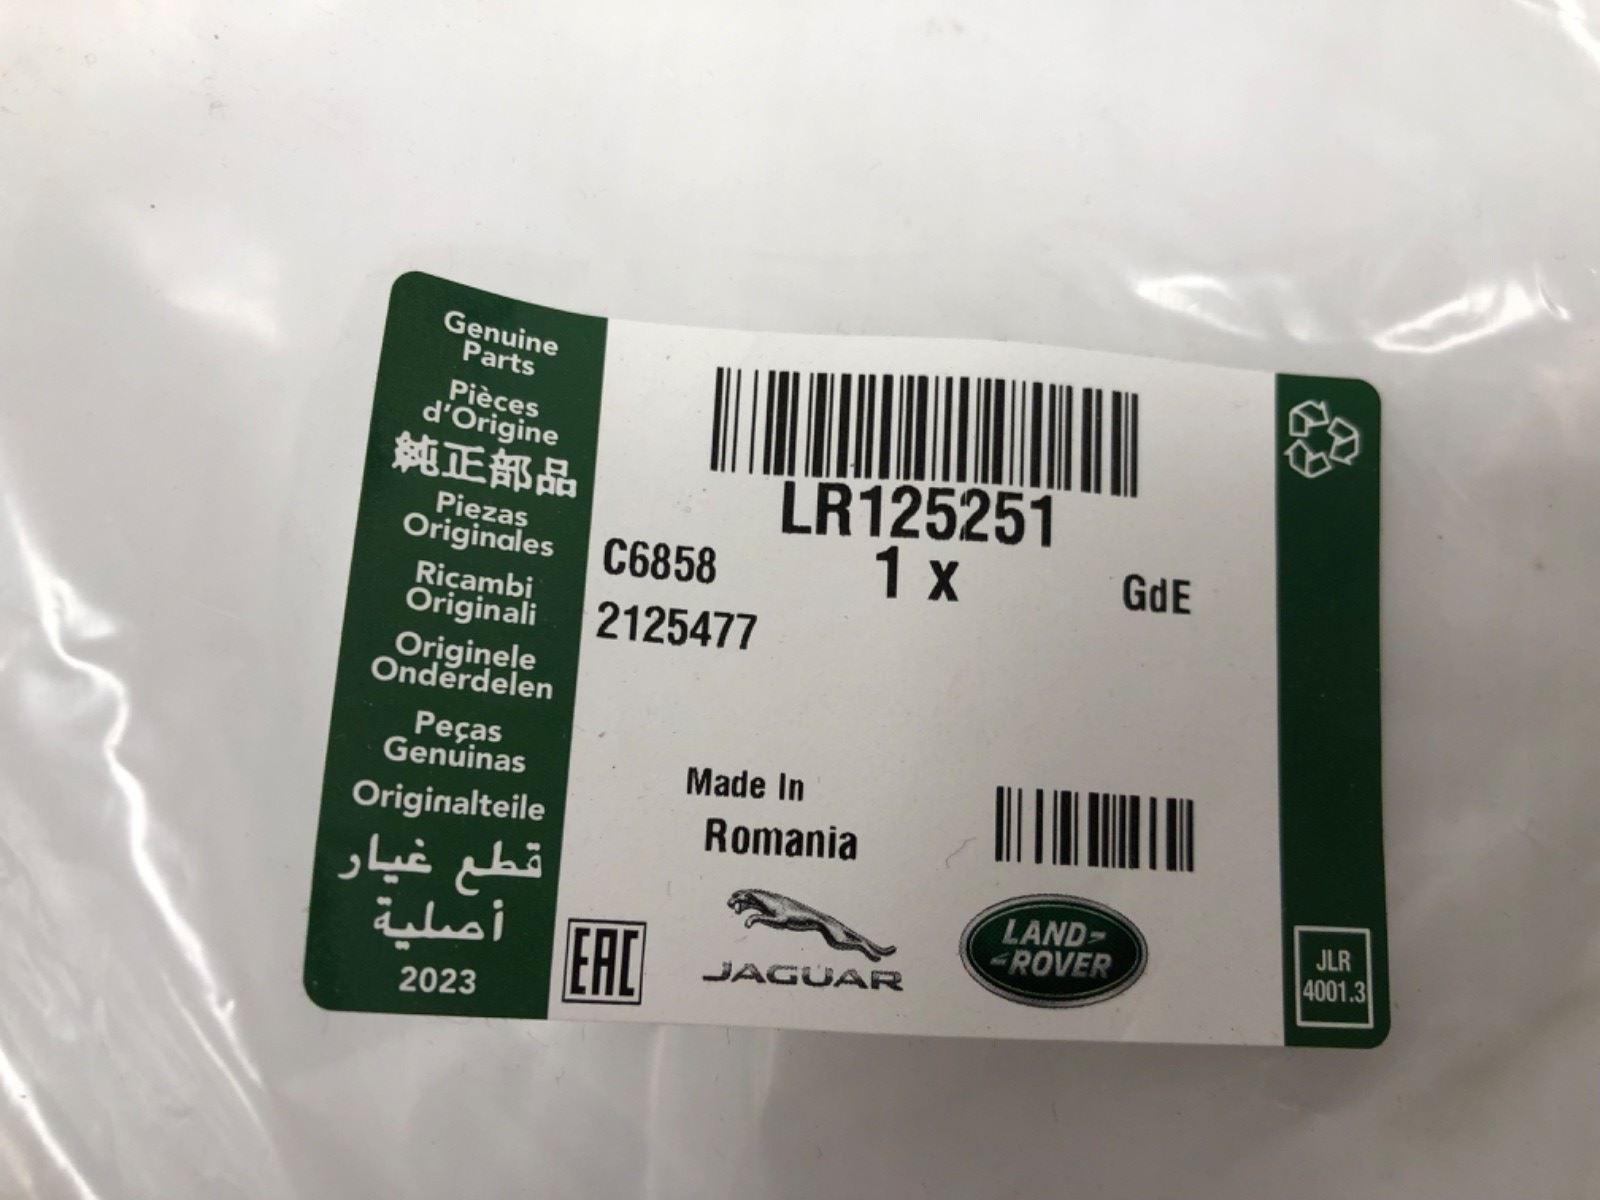 Genuine
Parts
Pièces
d'Origine
純正部品
Piezas
Originales
Ricambi
Originali
Originele
Onderdelen
Peças
Genuinas
Originalteile
قطع غيار
أصلية
2023
LR125251
C6858
1 x
GdE
2125477
Made In
Romania
EAC
JAGUAR
LAND-
-ROVER
JLR
4001.3